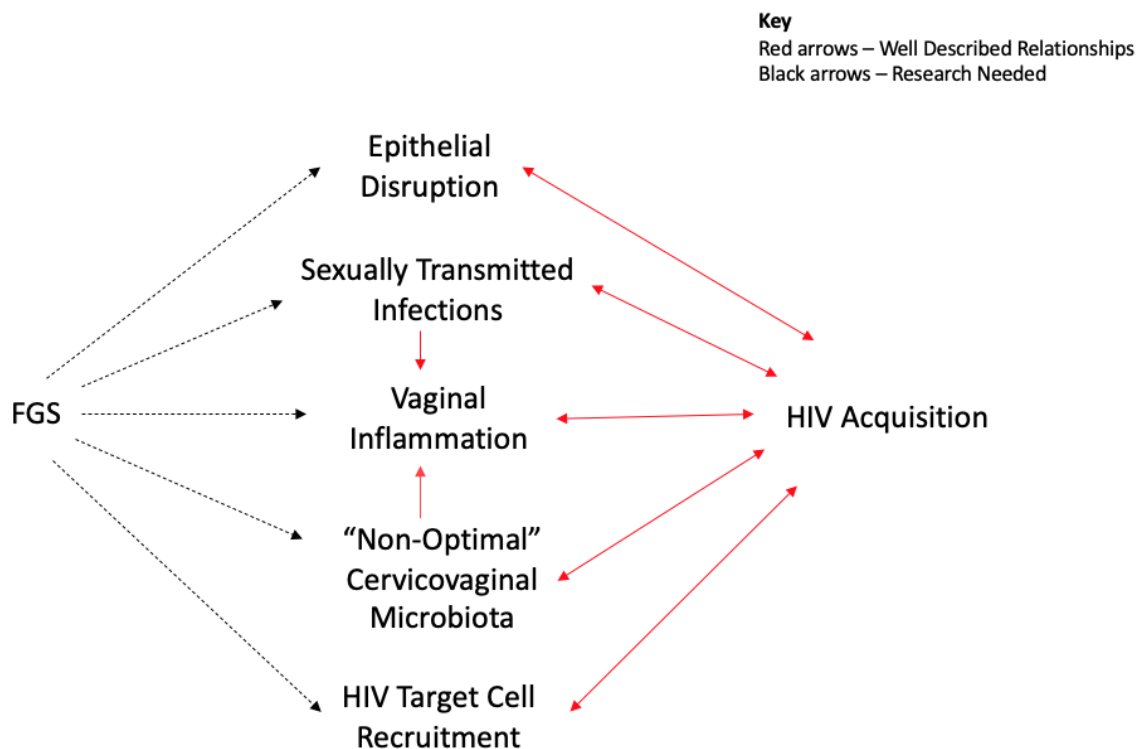 Key
Red arrows – Well Described Relationships
Black arrows – Research Needed
Epithelial
Disruption
Sexually Transmitted
Infections
FGS
Vaginal
Inflammation
HIV Acquisition
“Non-Optimal”
Cervicovaginal
Microbiota
HIV Target Cell
Recruitment